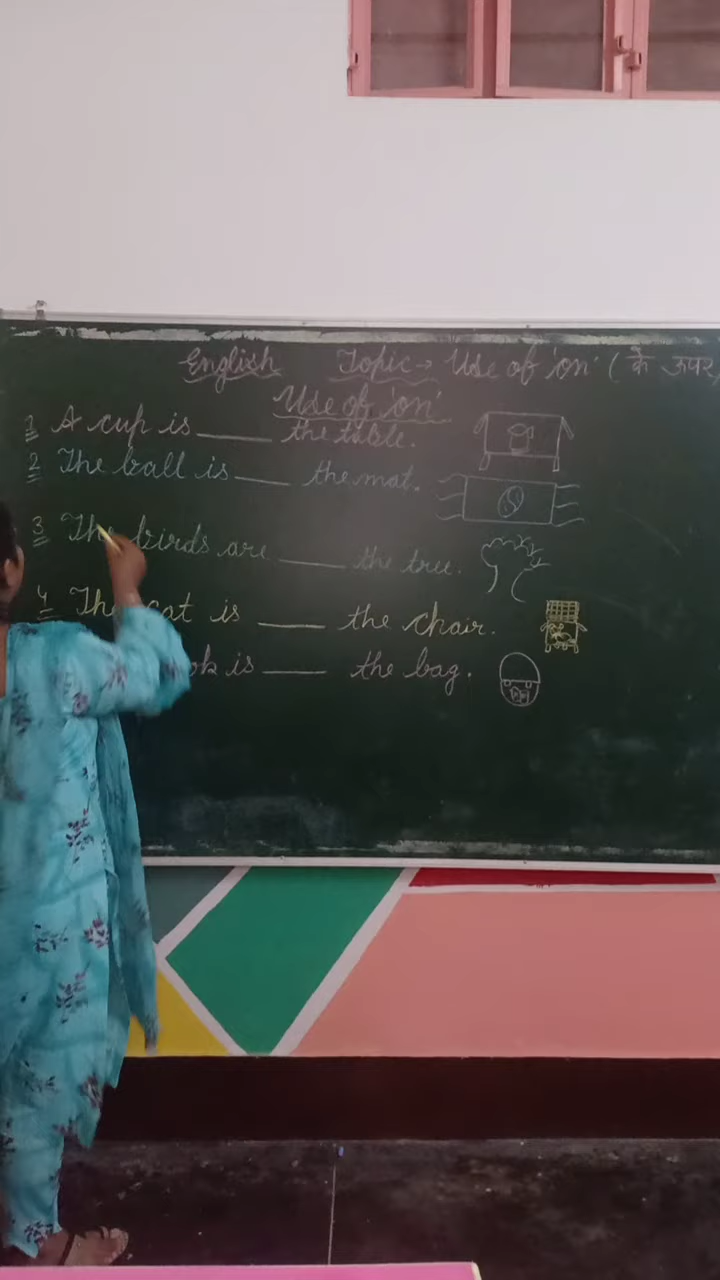 English Topic → Use of 'on' (के ऊपर
Use of 'on'
1 A cup is ____ the table.
2 The ball is ____ the mat.
3 The birds are ____ the tree.
4 The cat is ____ the chair.
is ____ the bag.